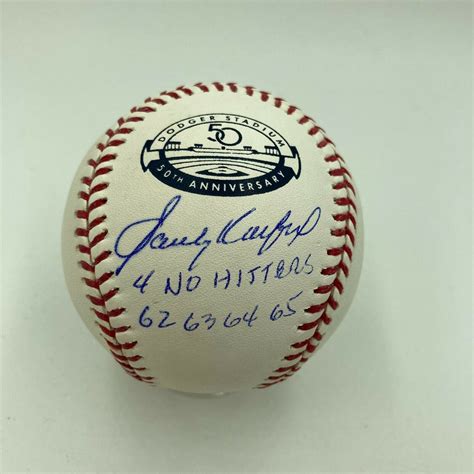 DODGER STADIUM
50
50TH ANNIVERSARY
Sandy Koufax
4 NO HITTERS
62 63 64 65